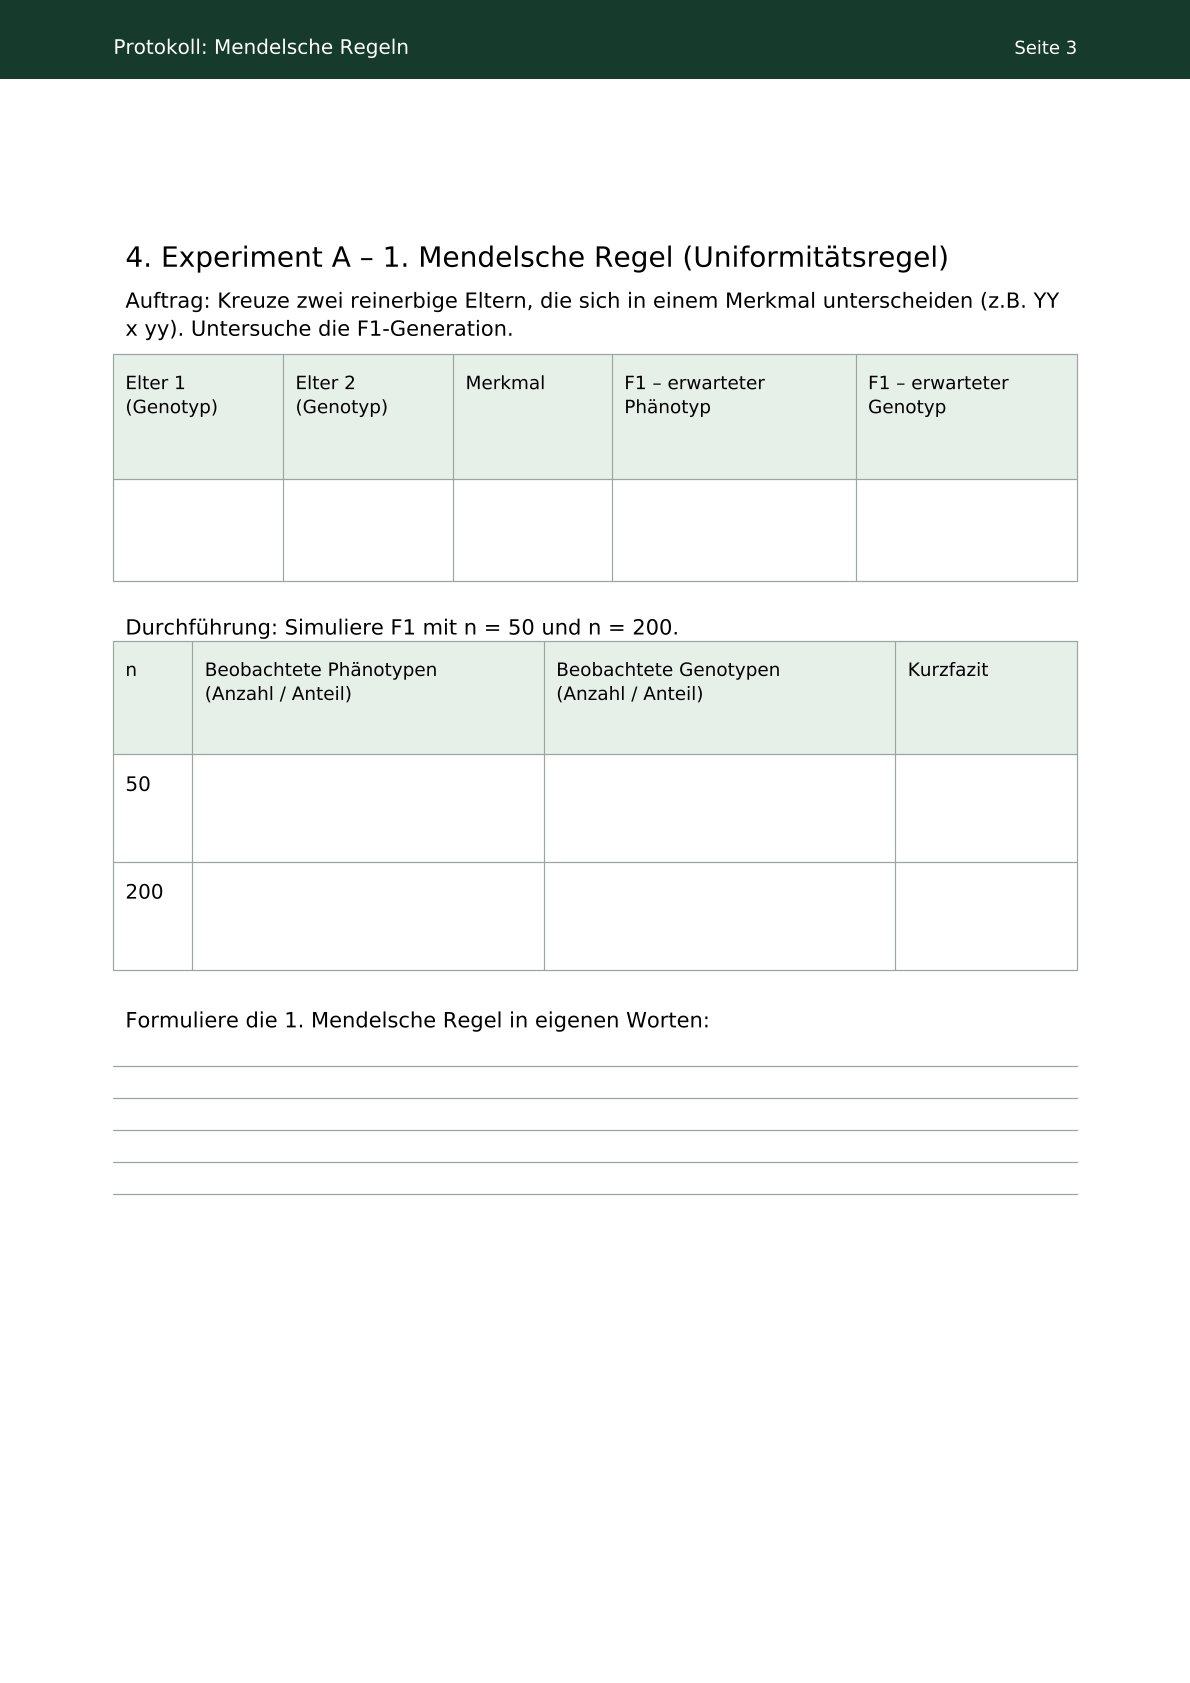 Protokoll: Mendelsche Regeln
Seite 3
4. Experiment A – 1. Mendelsche Regel (Uniformitätsregel)
Auftrag: Kreuze zwei reinerbige Eltern, die sich in einem Merkmal unterscheiden (z.B. YY
x yy). Untersuche die F1-Generation.
Elter 1
(Genotyp)
Elter 2
(Genotyp)
Merkmal
F1 – erwarteter
Phänotyp
F1 – erwarteter
Genotyp
Durchführung: Simuliere F1 mit n = 50 und n = 200.
n
Beobachtete Phänotypen
(Anzahl / Anteil)
Beobachtete Genotypen
(Anzahl / Anteil)
Kurzfazit
50
200
Formuliere die 1. Mendelsche Regel in eigenen Worten: